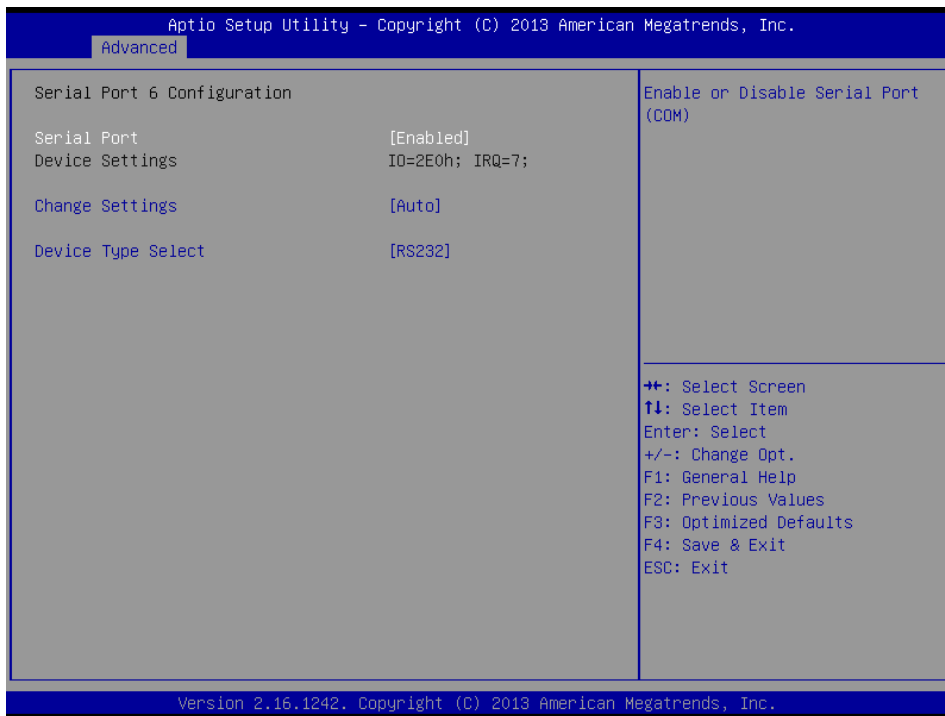 Aptio Setup Utility – Copyright (C) 2013 American Megatrends, Inc.
Advanced
Serial Port 6 Configuration
Serial Port [Enabled]
Device Settings IO=2E0h; IRQ=7;
Change Settings [Auto]
Device Type Select [RS232]
Enable or Disable Serial Port
(COM)
→←: Select Screen
↑↓: Select Item
Enter: Select
+/-: Change Opt.
F1: General Help
F2: Previous Values
F3: Optimized Defaults
F4: Save & Exit
ESC: Exit
Version 2.16.1242. Copyright (C) 2013 American Megatrends, Inc.